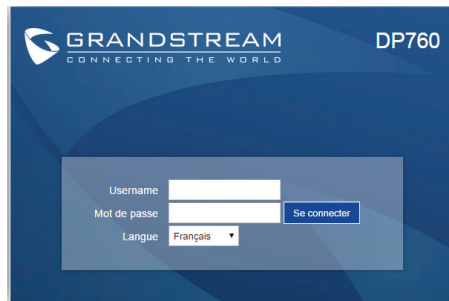 GRANDSTREAM
CONNECTING THE WORLD
DP760
Username
Mot de passe
Se connecter
Langue
Français